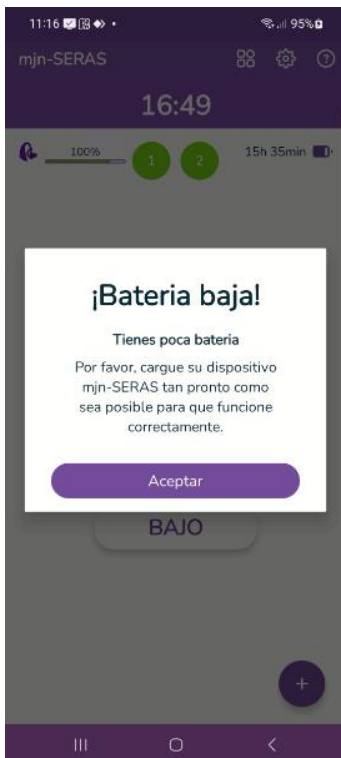 11:16 95%
mjn-SERAS
16:49
100% 1 2 15h 35min
¡Bateria baja!
Tienes poca bateria
Por favor, cargue su dispositivo
mjn-SERAS tan pronto como
sea posible para que funcione
correctamente.
Aceptar
BAJO